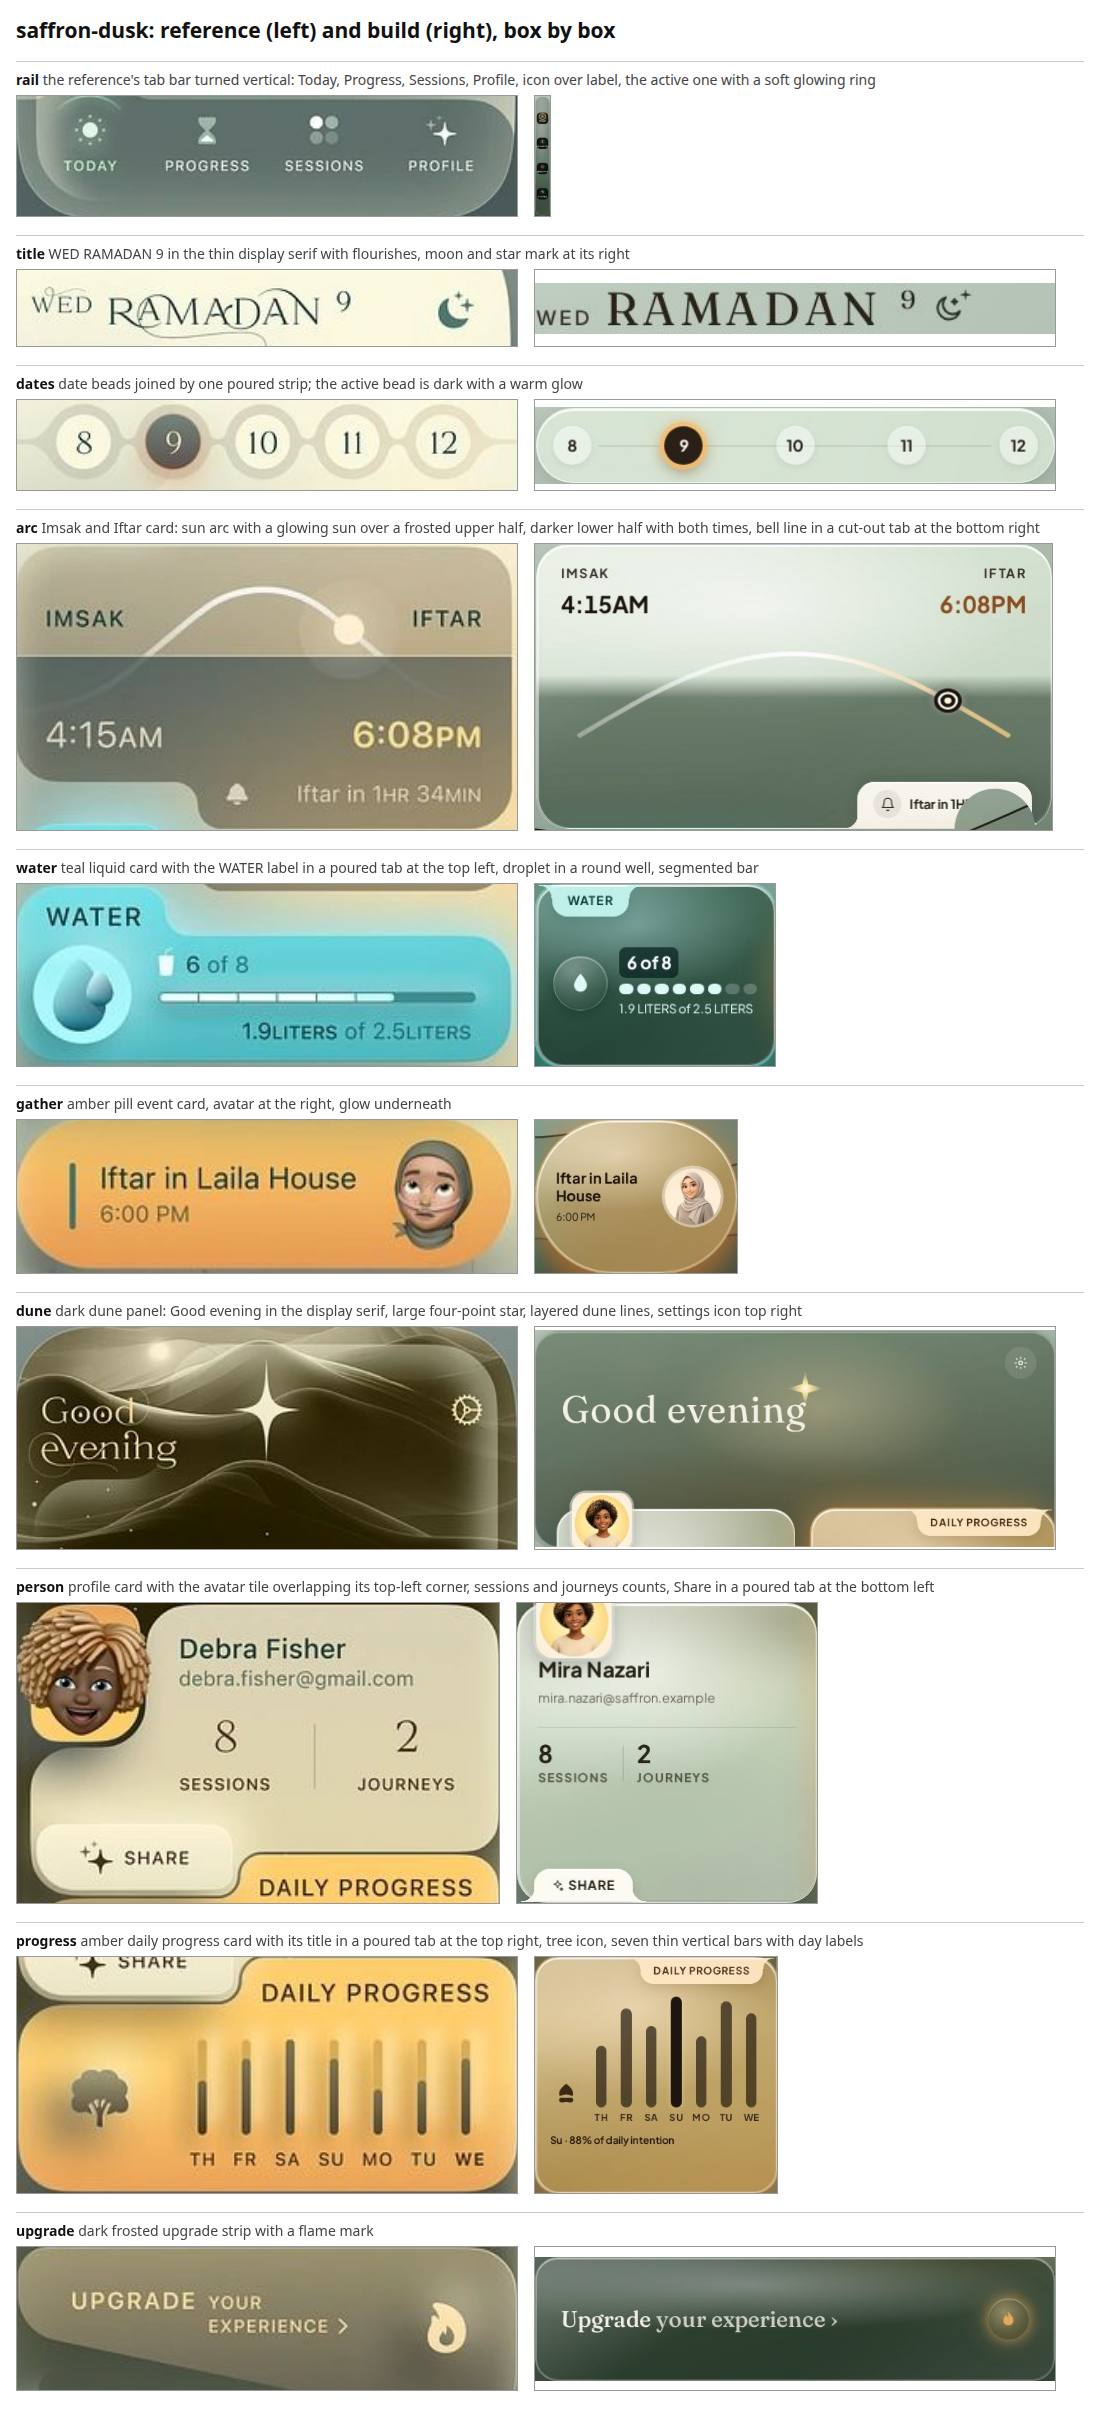 saffron-dusk: reference (left) and build (right), box by box
rail the reference's tab bar turned vertical: Today, Progress, Sessions, Profile, icon over label, the active one with a soft glowing ring
TODAY PROGRESS SESSIONS PROFILE
title WED RAMADAN 9 in the thin display serif with flourishes, moon and star mark at its right
WED RAMADAN 9
WED RAMADAN 9
dates date beads joined by one poured strip; the active bead is dark with a warm glow
8 9 10 11 12
8 9 10 11 12
arc Imsak and Iftar card: sun arc with a glowing sun over a frosted upper half, darker lower half with both times, bell line in a cut-out tab at the bottom right
IMSAK IFTAR
4:15AM 6:08PM
Iftar in 1HR 34MIN
IMSAK IFTAR
4:15AM 6:08PM
Iftar in 1H
water teal liquid card with the WATER label in a poured tab at the top left, droplet in a round well, segmented bar
WATER
6 of 8
1.9LITERS of 2.5LITERS
WATER
6 of 8
1.9 LITERS of 2.5 LITERS
gather amber pill event card, avatar at the right, glow underneath
Iftar in Laila House
6:00 PM
Iftar in Laila
House
6:00 PM
dune dark dune panel: Good evening in the display serif, large four-point star, layered dune lines, settings icon top right
Good
evening
Good evening
DAILY PROGRESS
person profile card with the avatar tile overlapping its top-left corner, sessions and journeys counts, Share in a poured tab at the bottom left
Debra Fisher
debra.fisher@gmail.com
8 2
SESSIONS JOURNEYS
SHARE
DAILY PROGRESS
Mira Nazari
mira.nazari@saffron.example
8 2
SESSIONS JOURNEYS
SHARE
progress amber daily progress card with its title in a poured tab at the top right, tree icon, seven thin vertical bars with day labels
SHARE
DAILY PROGRESS
TH FR SA SU MO TU WE
DAILY PROGRESS
TH FR SA SU MO TU WE
Su · 88% of daily intention
upgrade dark frosted upgrade strip with a flame mark
UPGRADE YOUR
EXPERIENCE >
Upgrade your experience ›